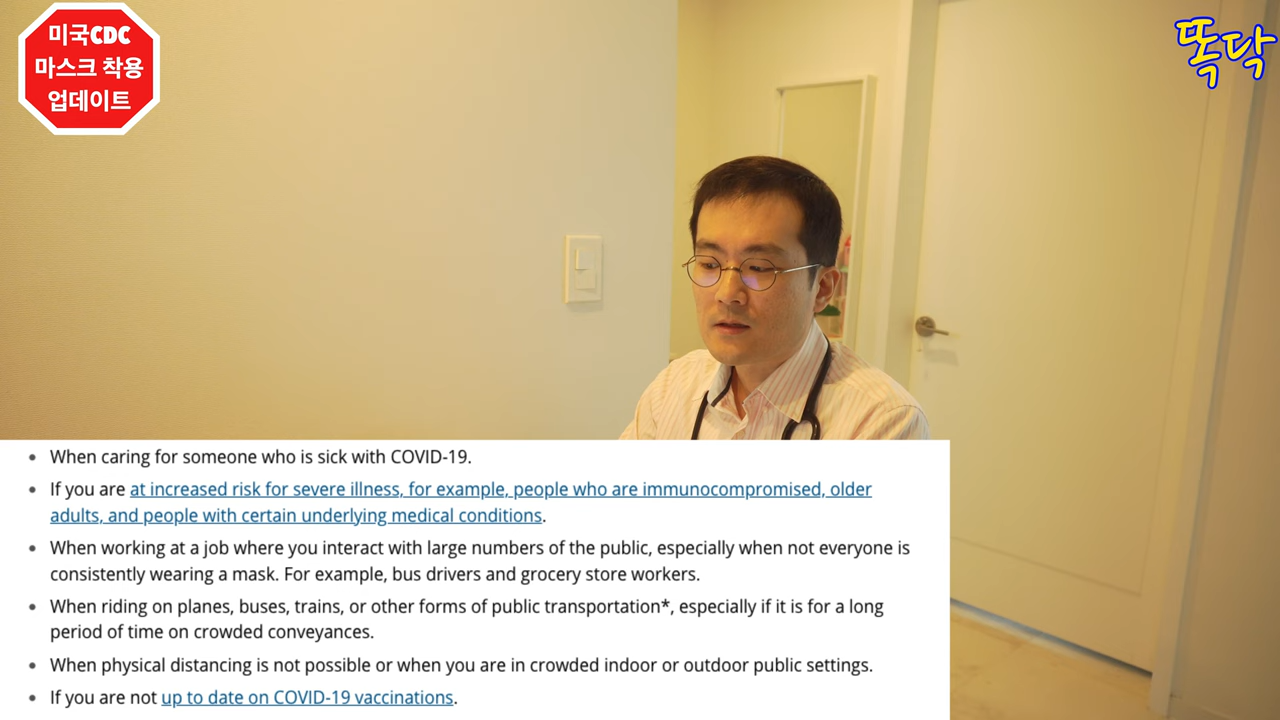 미국CDC
마스크 착용
업데이트
똑닥
• When caring for someone who is sick with COVID-19.
• If you are at increased risk for severe illness, for example, people who are immunocompromised, older
adults, and people with certain underlying medical conditions.
• When working at a job where you interact with large numbers of the public, especially when not everyone is
consistently wearing a mask. For example, bus drivers and grocery store workers.
• When riding on planes, buses, trains, or other forms of public transportation*, especially if it is for a long
period of time on crowded conveyances.
• When physical distancing is not possible or when you are in crowded indoor or outdoor public settings.
• If you are not up to date on COVID-19 vaccinations.